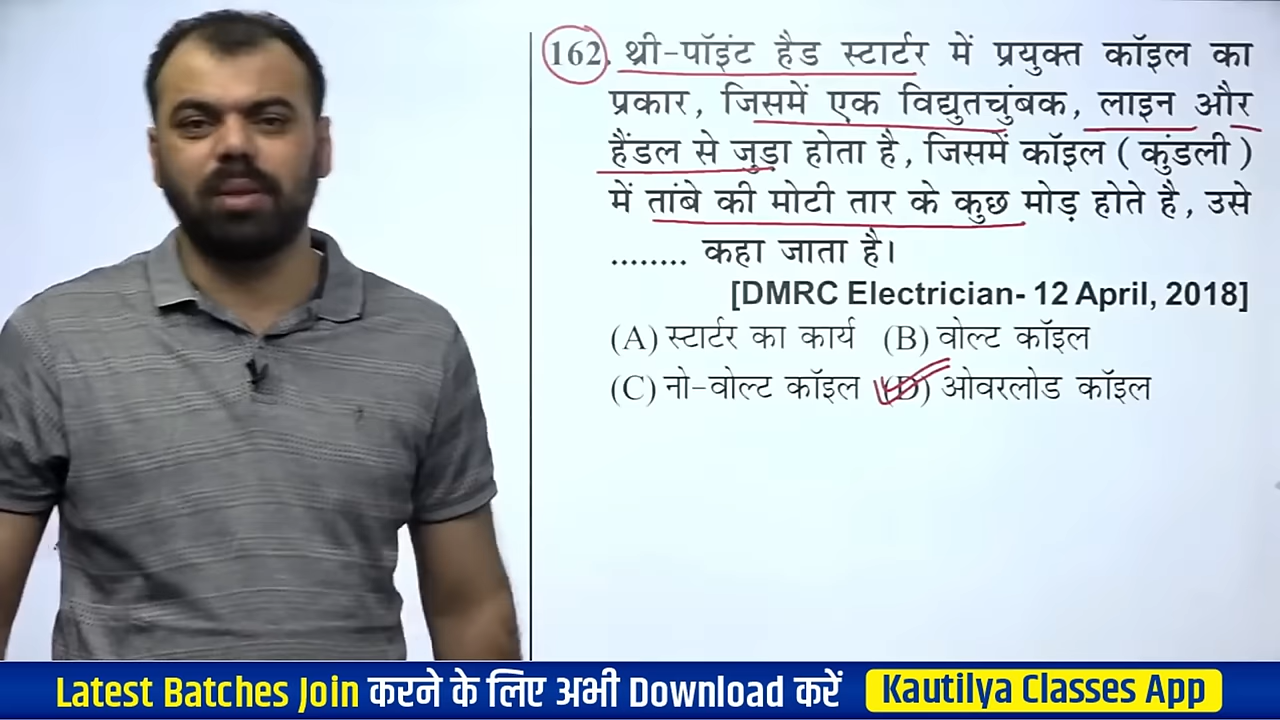 162. थ्री-पॉइंट हैड स्टार्टर में प्रयुक्त कॉइल का
प्रकार, जिसमें एक विद्युतचुंबक, लाइन और
हैंडल से जुड़ा होता है, जिसमें कॉइल ( कुंडली )
में तांबे की मोटी तार के कुछ मोड़ होते है, उसे
........ कहा जाता है।
[DMRC Electrician- 12 April, 2018]
(A) स्टार्टर का कार्य (B) वोल्ट कॉइल
(C) नो-वोल्ट कॉइल (D) ओवरलोड कॉइल
Latest Batches Join करने के लिए अभी Download करें Kautilya Classes App